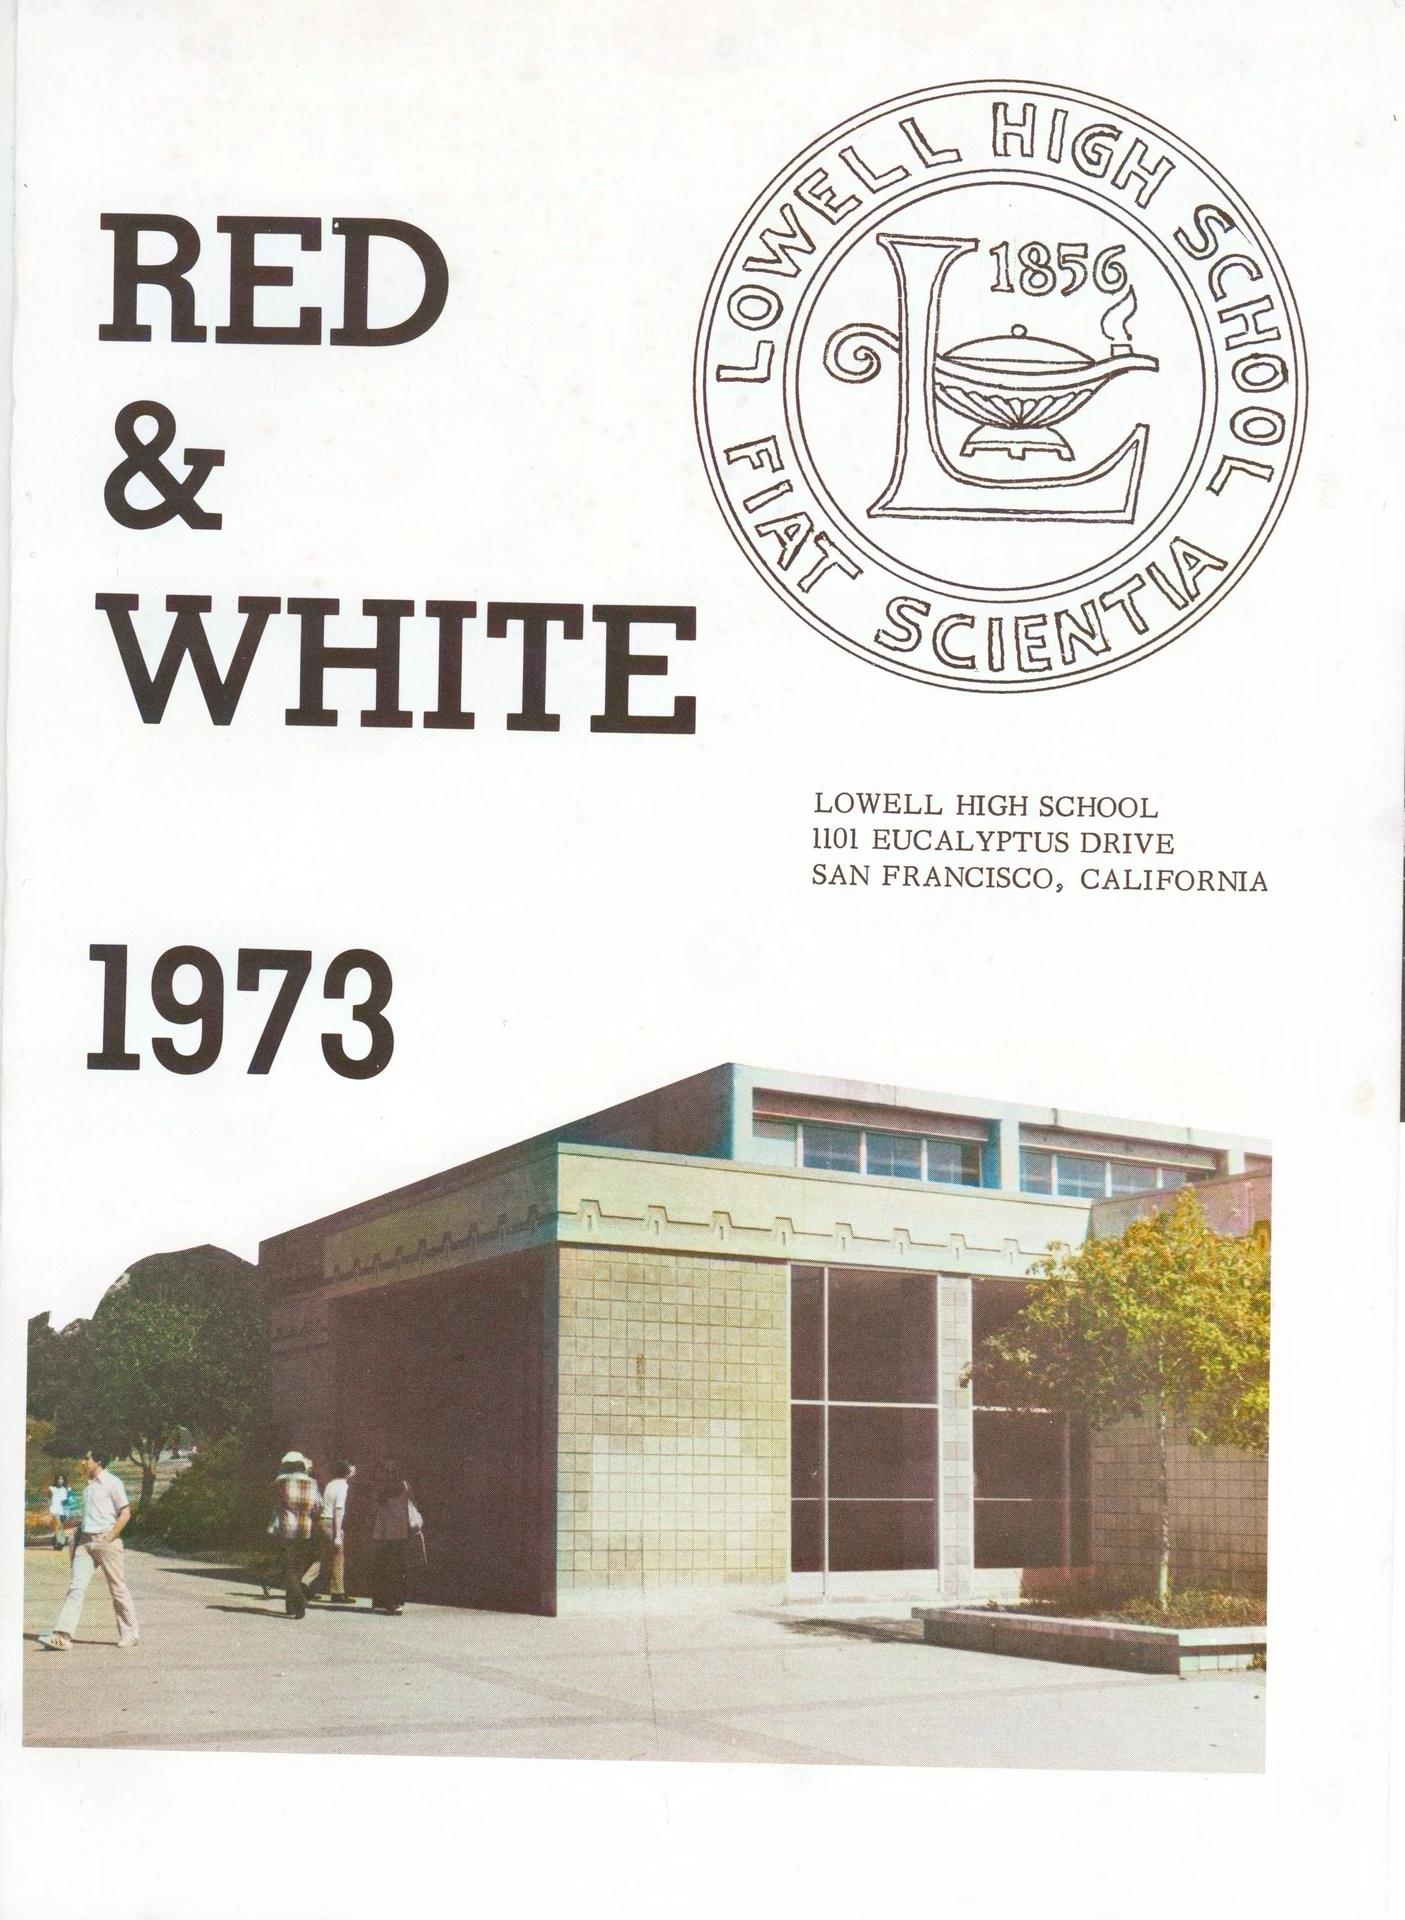 RED
&
WHITE
1973
LOWELL HIGH SCHOOL
1856
L
FIAT SCIENTIA
LOWELL HIGH SCHOOL
1101 EUCALYPTUS DRIVE
SAN FRANCISCO, CALIFORNIA